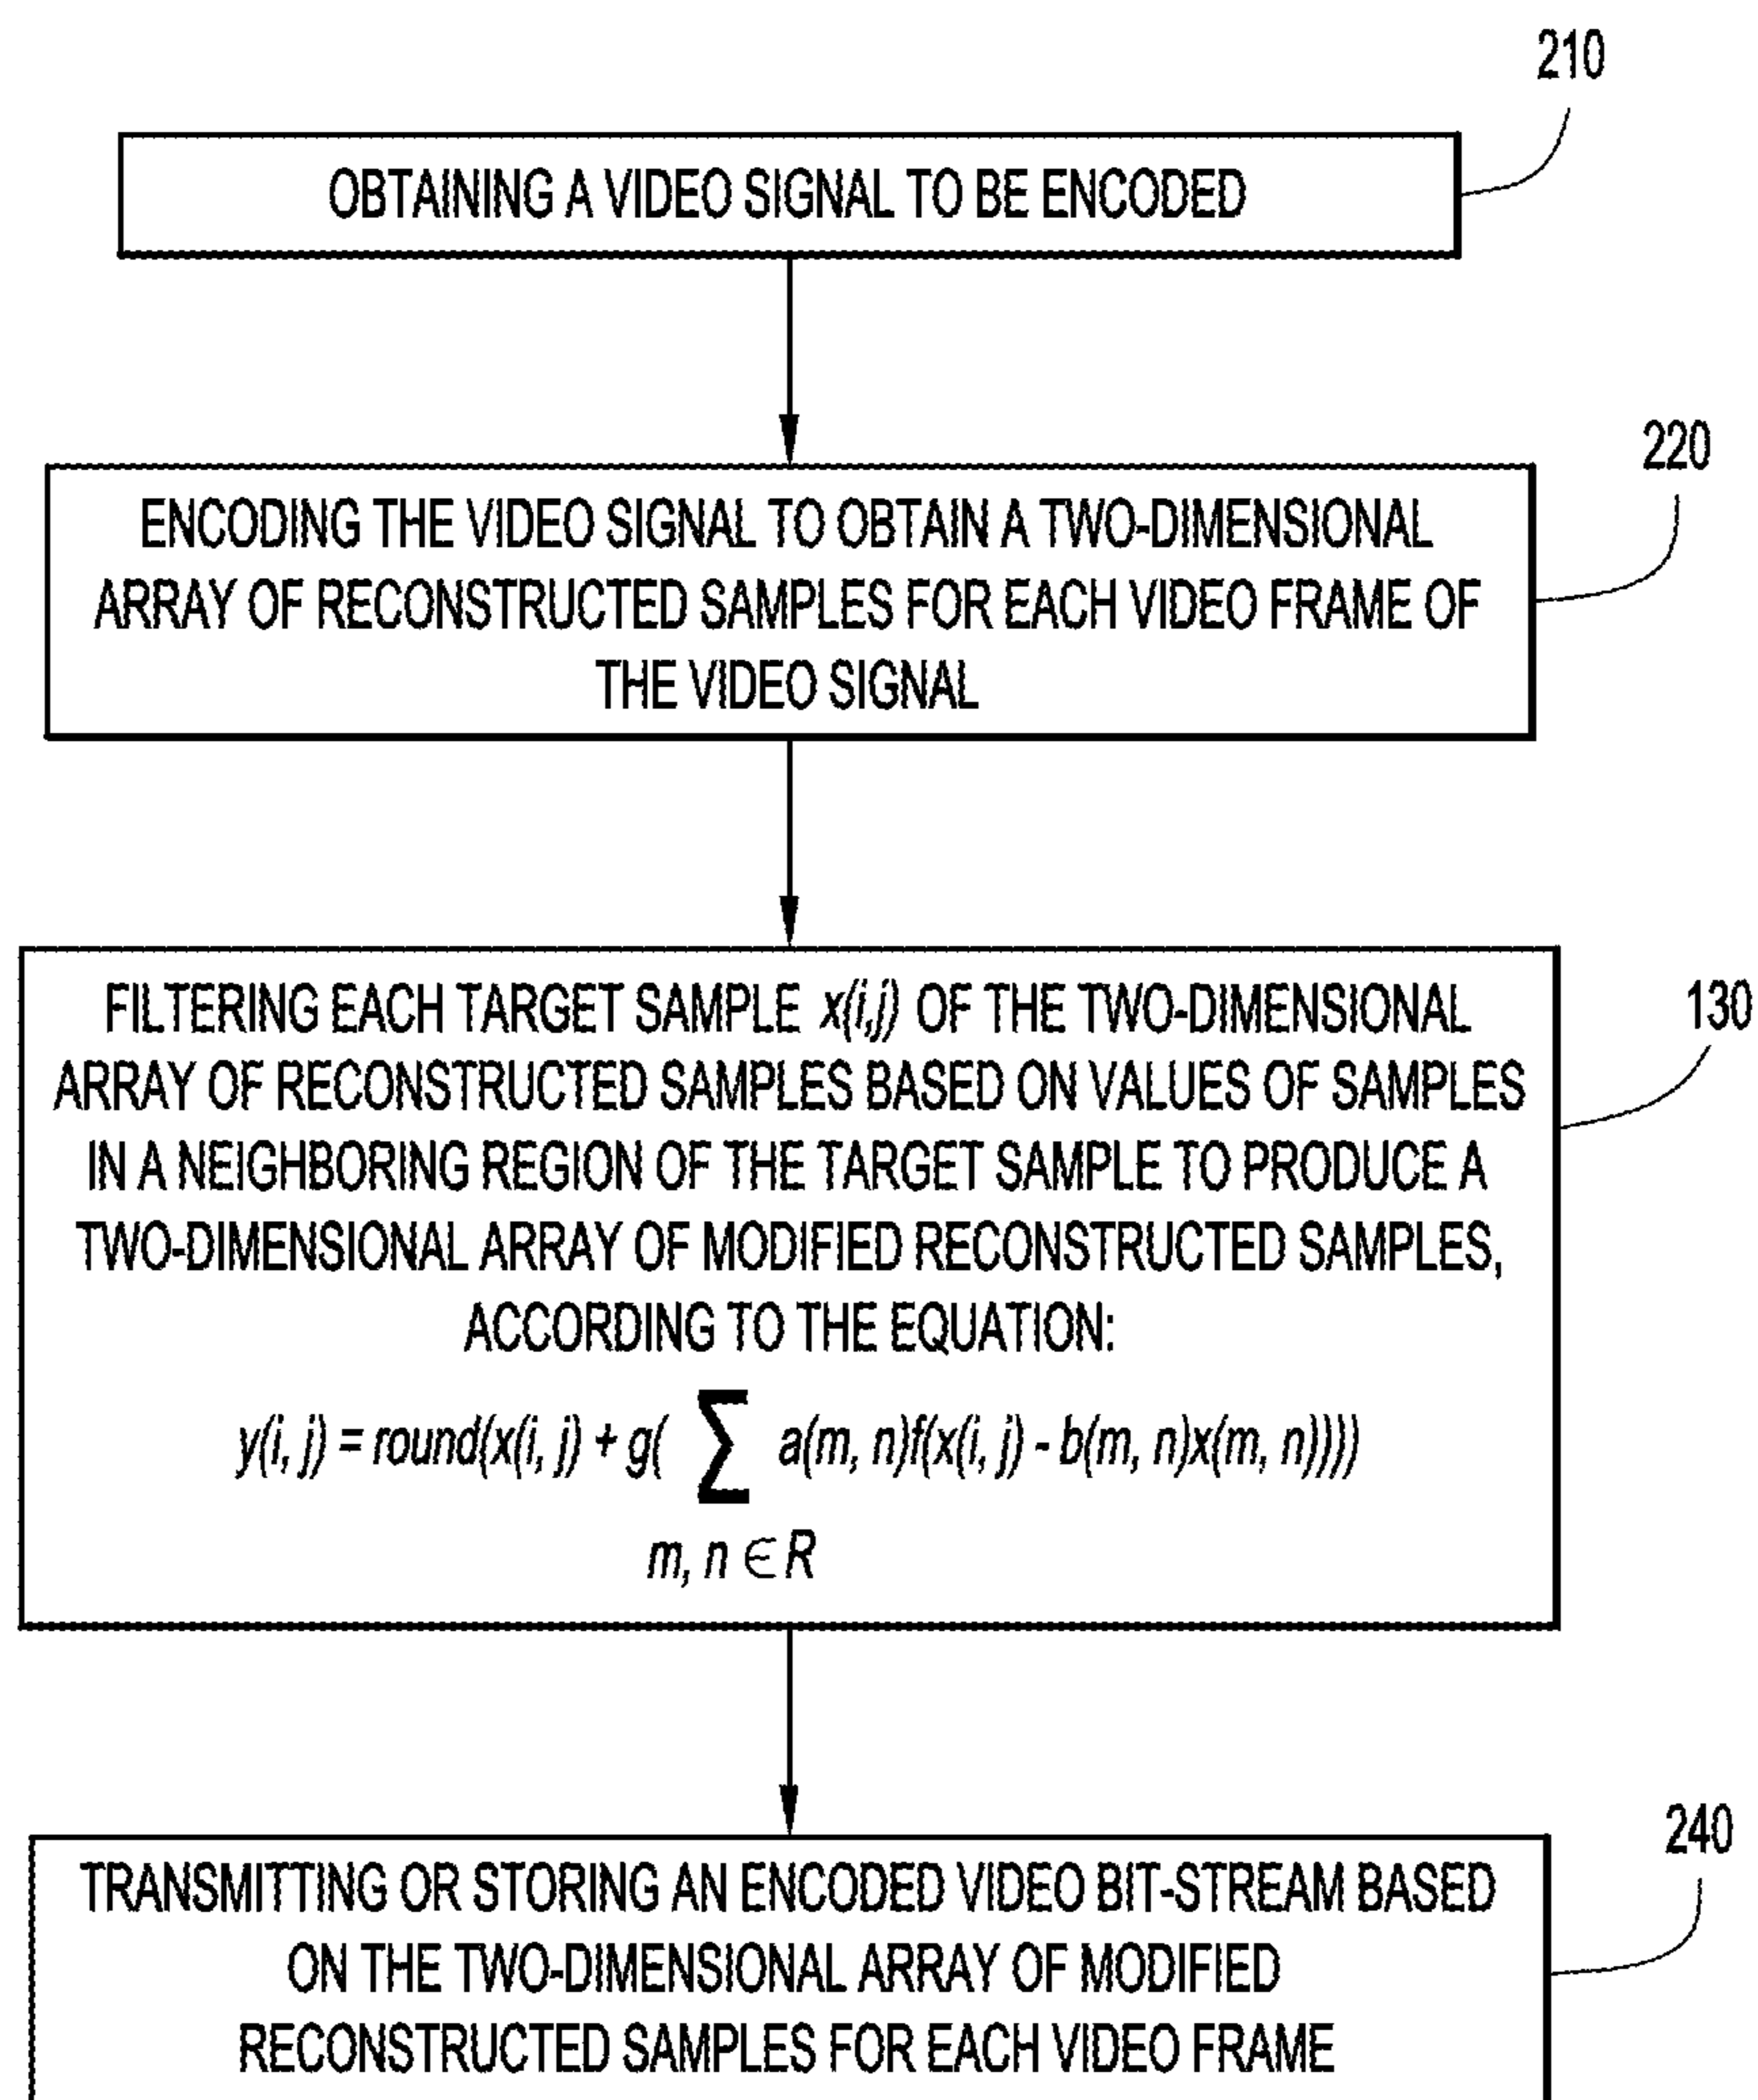 210
OBTAINING A VIDEO SIGNAL TO BE ENCODED
220
ENCODING THE VIDEO SIGNAL TO OBTAIN A TWO-DIMENSIONAL
ARRAY OF RECONSTRUCTED SAMPLES FOR EACH VIDEO FRAME OF
THE VIDEO SIGNAL
130
FILTERING EACH TARGET SAMPLE x(i,j) OF THE TWO-DIMENSIONAL
ARRAY OF RECONSTRUCTED SAMPLES BASED ON VALUES OF SAMPLES
IN A NEIGHBORING REGION OF THE TARGET SAMPLE TO PRODUCE A
TWO-DIMENSIONAL ARRAY OF MODIFIED RECONSTRUCTED SAMPLES,
ACCORDING TO THE EQUATION:
y(i, j) = round(x(i, j) + g( ∑ a(m, n)f(x(i, j) - b(m, n)x(m, n))))
m, n ∈ R
240
TRANSMITTING OR STORING AN ENCODED VIDEO BIT-STREAM BASED
ON THE TWO-DIMENSIONAL ARRAY OF MODIFIED
RECONSTRUCTED SAMPLES FOR EACH VIDEO FRAME